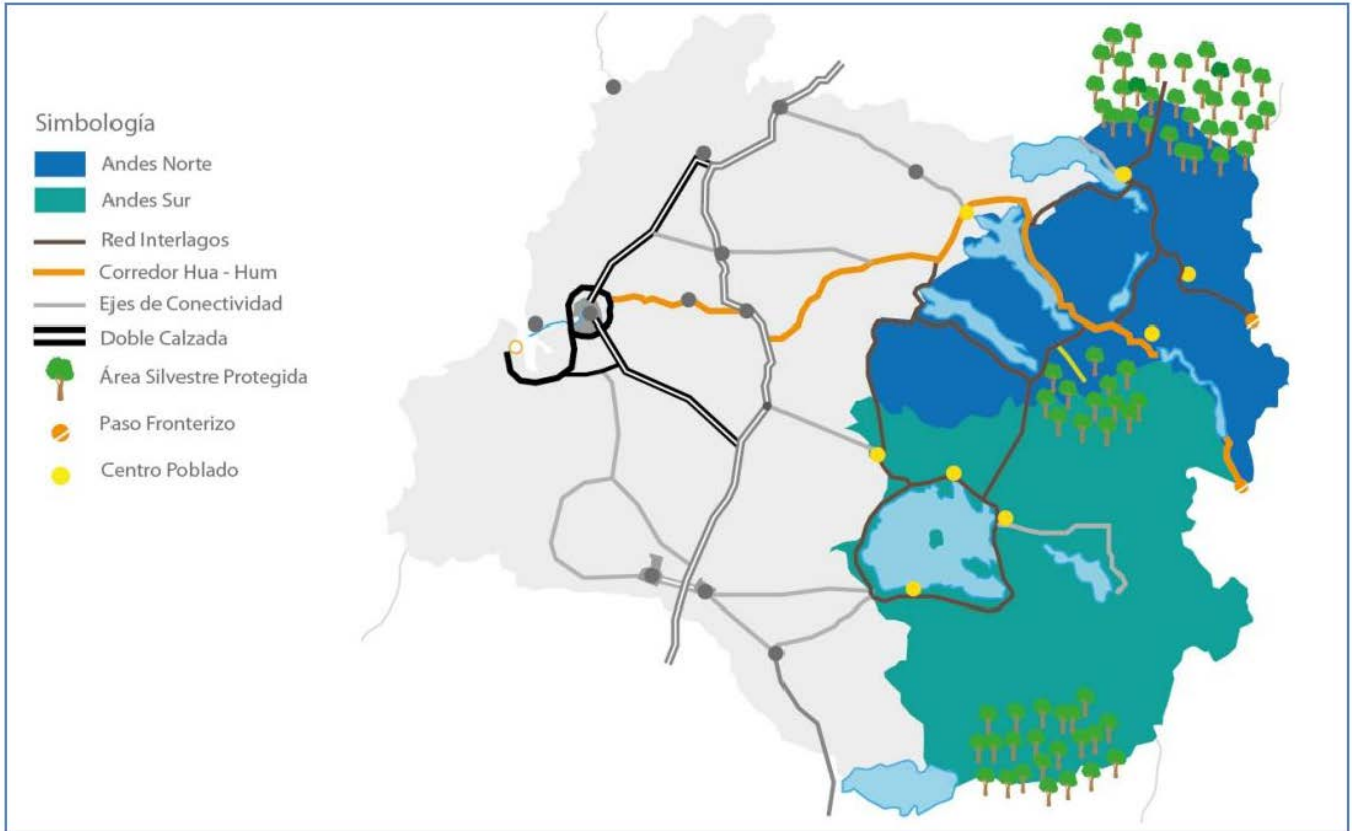 Simbología
Andes Norte
Andes Sur
Red Interlagos
Corredor Hua - Hum
Ejes de Conectividad
Doble Calzada
Área Silvestre Protegida
Paso Fronterizo
Centro Poblado